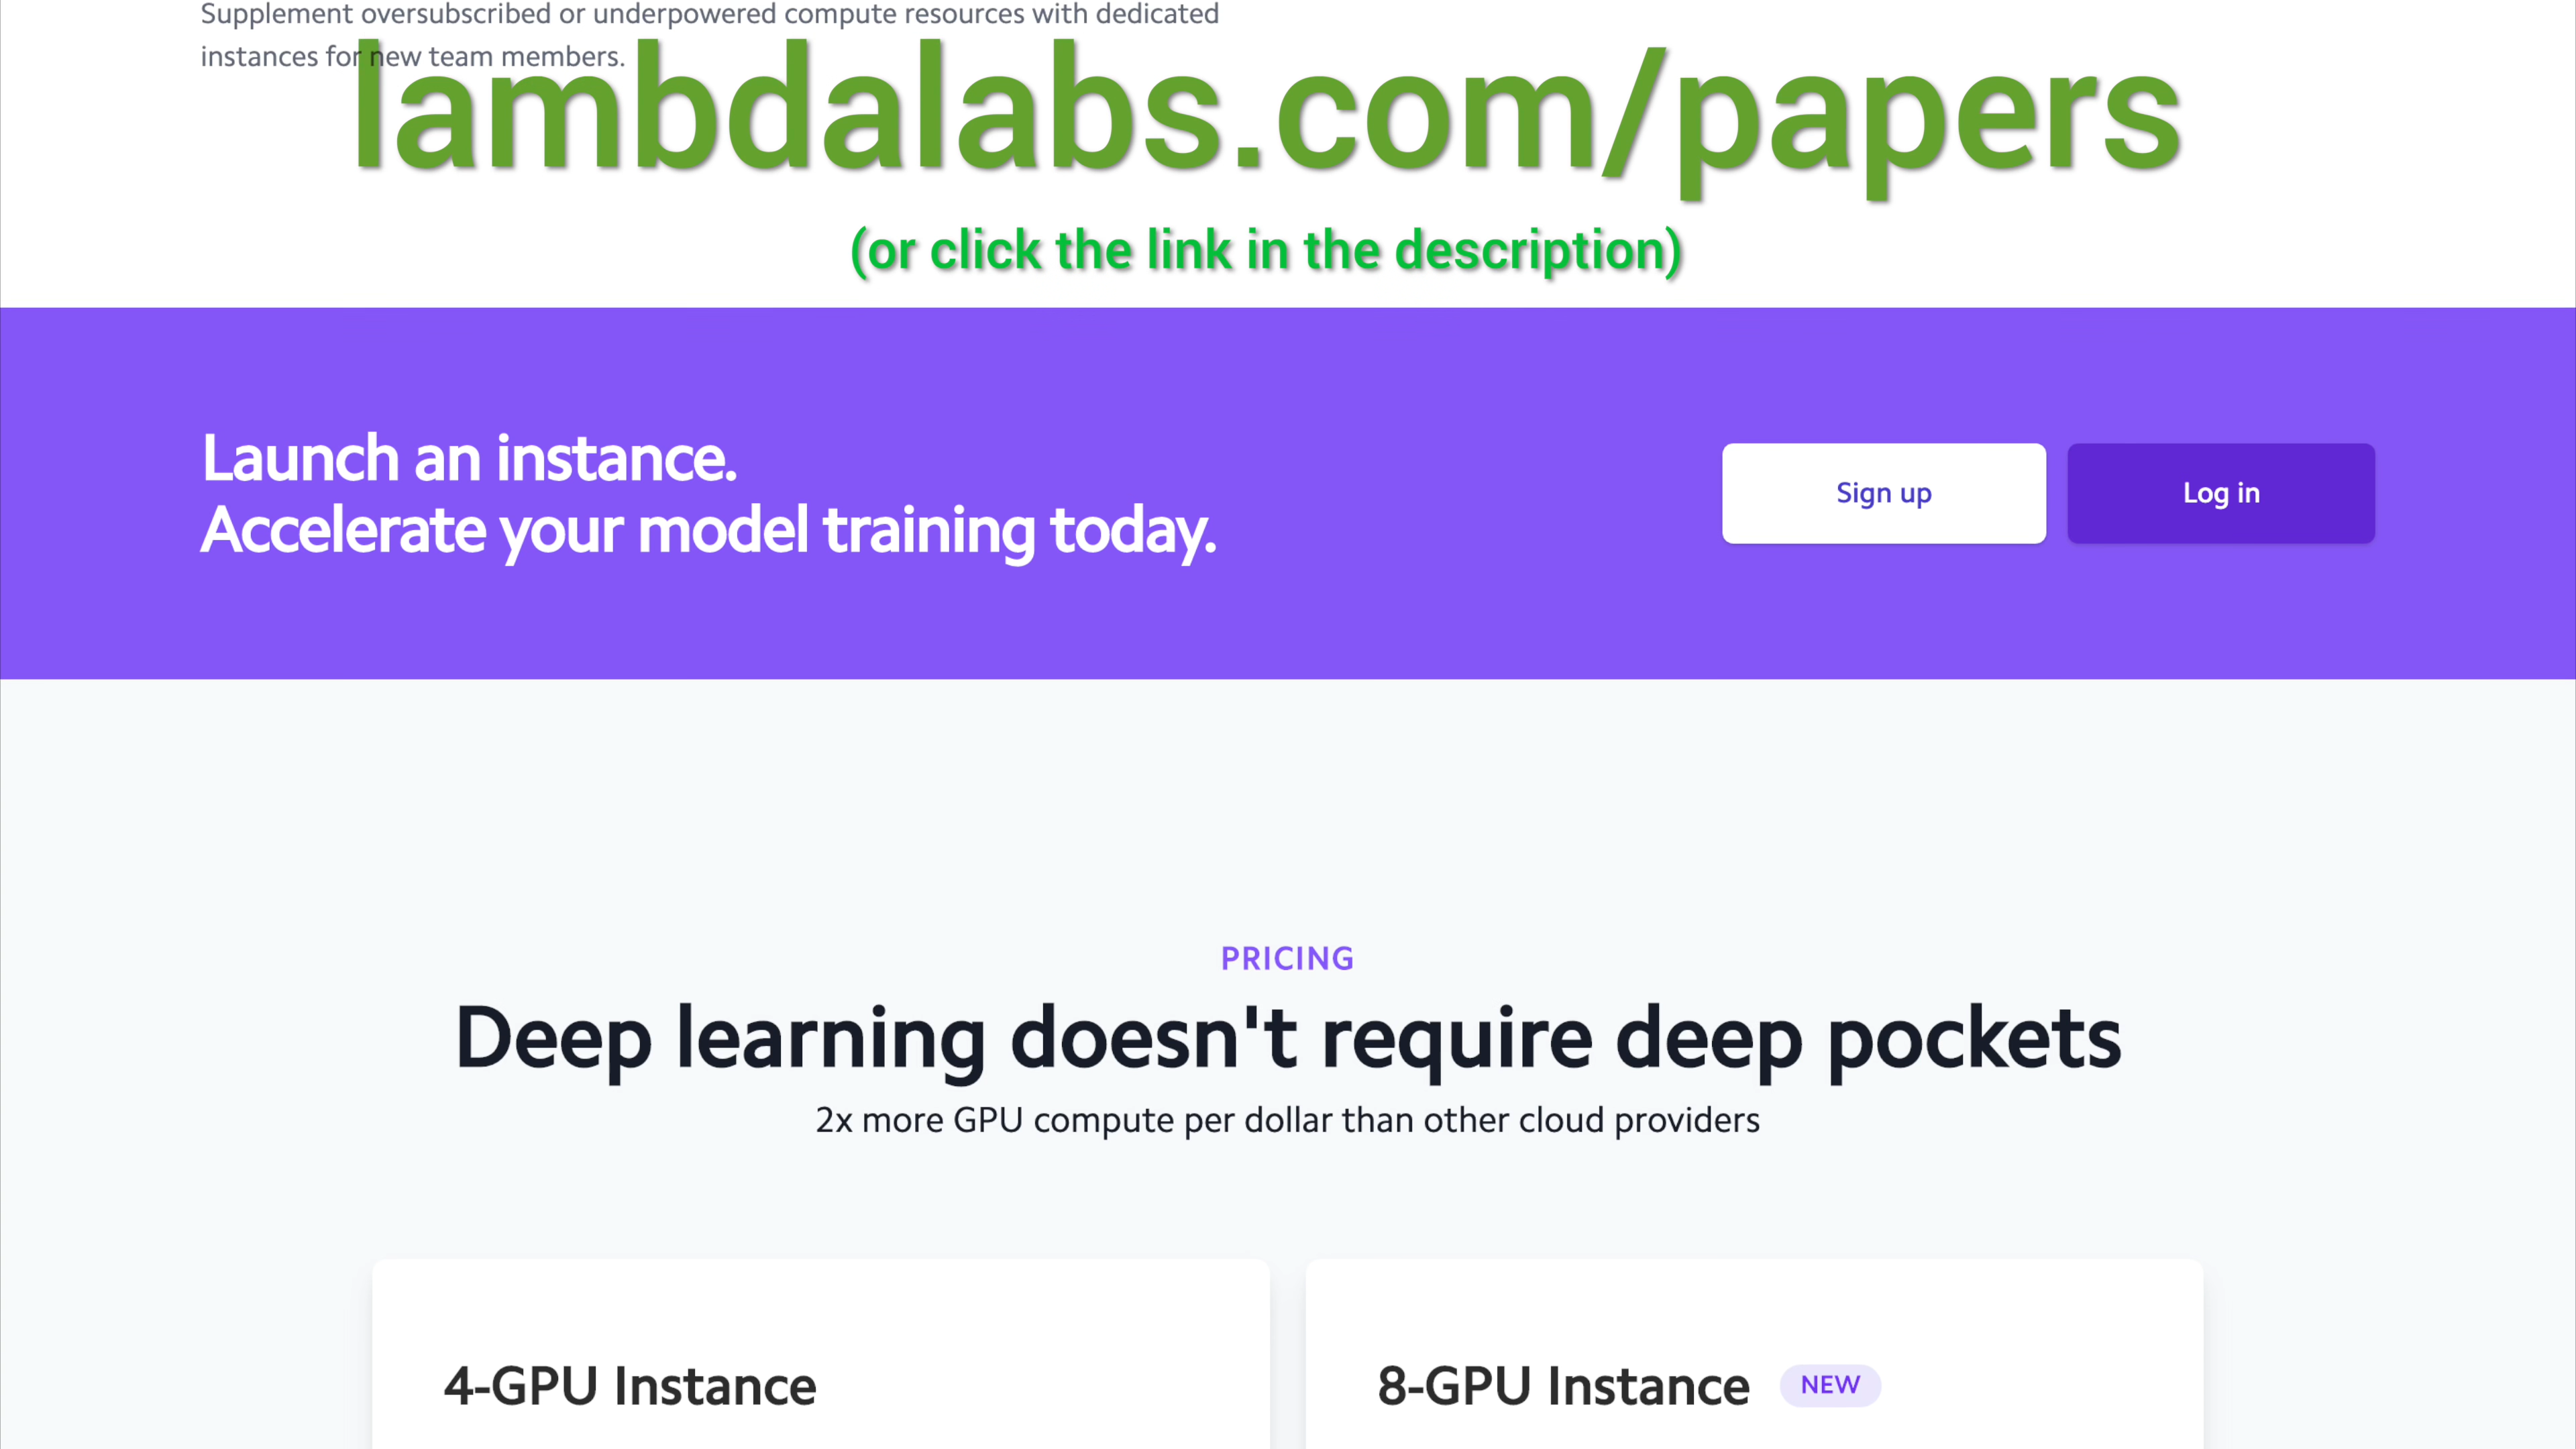 Supplement oversubscribed or underpowered compute resources with dedicated
instances for new team members.
lambdalabs.com/papers
(or click the link in the description)
Launch an instance.
Accelerate your model training today.
Sign up
Log in
PRICING
Deep learning doesn't require deep pockets
2x more GPU compute per dollar than other cloud providers
4-GPU Instance
8-GPU Instance NEW